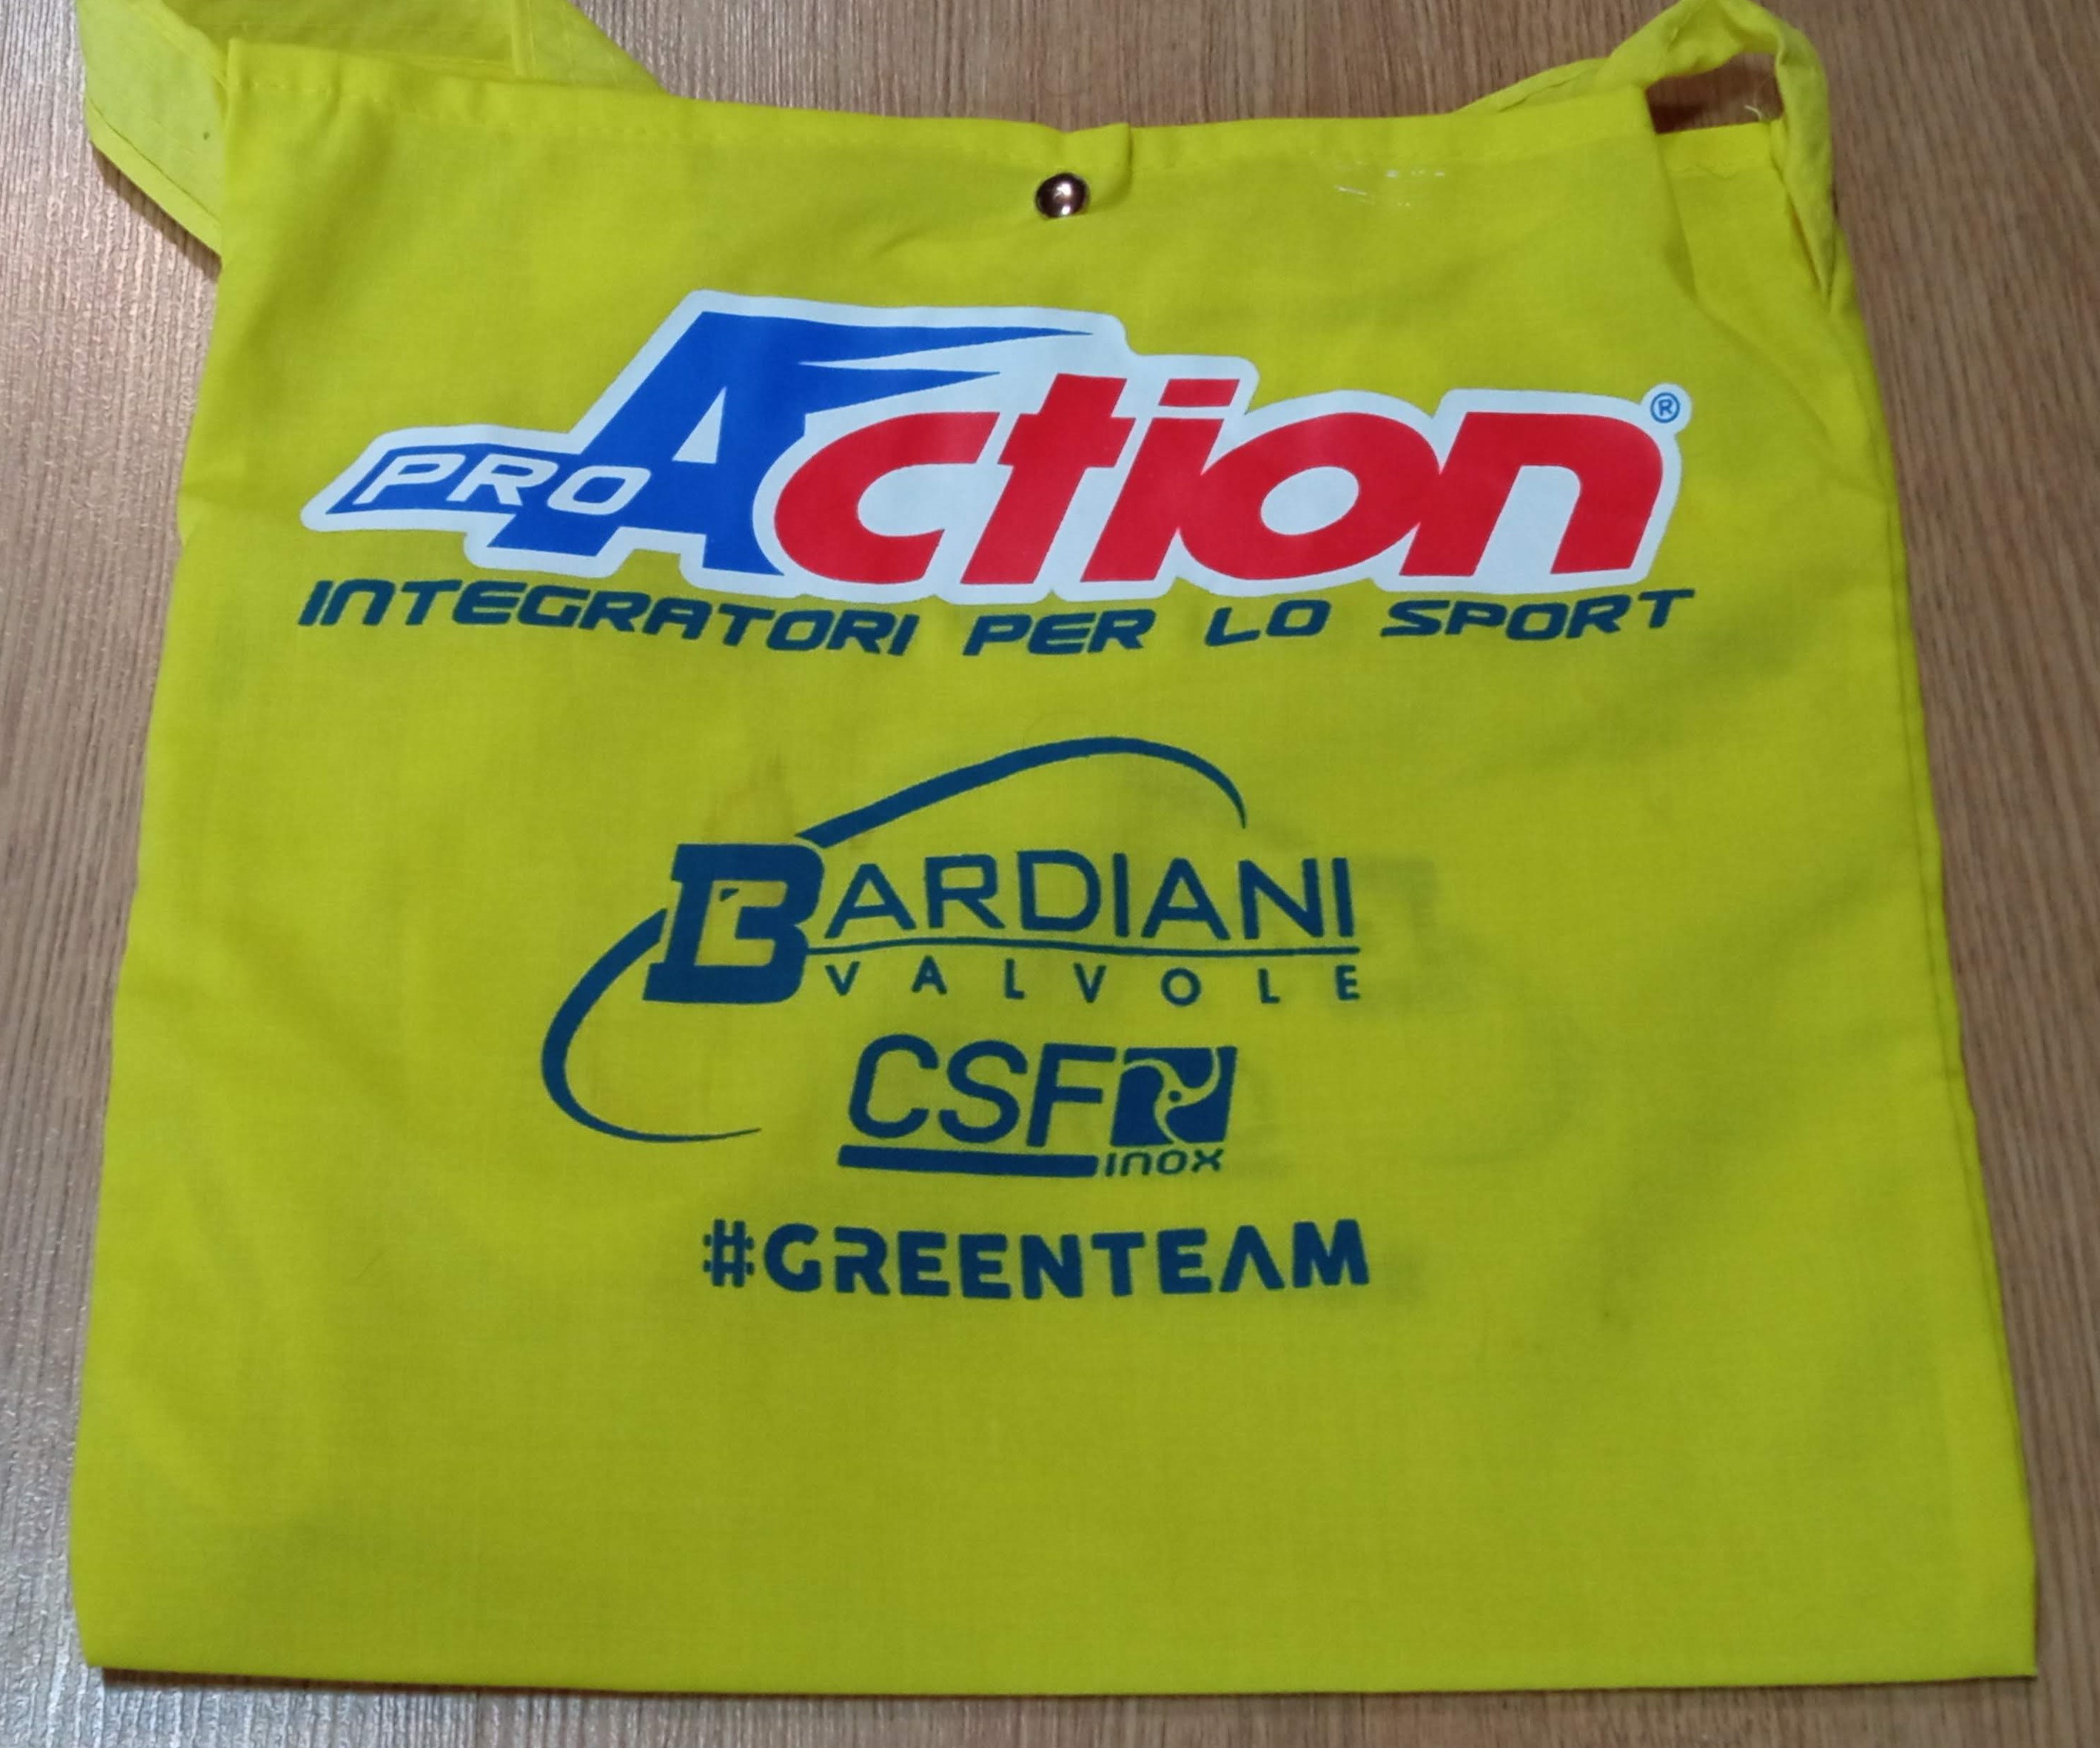 PRO Action®
INTEGRATORI PER LO SPORT
BARDIANI
VALVOLE
CSF
inox
#GREENTEAM